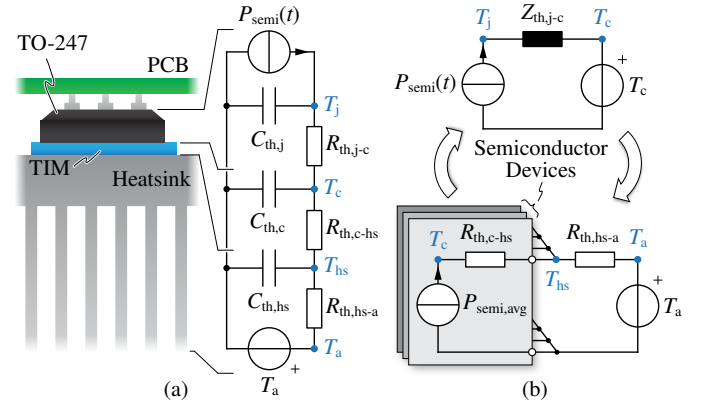 TO-247
PCB
TIM
Heatsink
P_semi(t)
T_j
C_th,j
R_th,j-c
T_c
C_th,c
R_th,c-hs
T_hs
C_th,hs
R_th,hs-a
T_a
T_a
+
(a)
Z_th,j-c
T_j
T_c
P_semi(t)
+
T_c
Semiconductor
Devices
T_c
R_th,c-hs
R_th,hs-a
T_a
T_hs
P_semi,avg
+
T_a
(b)